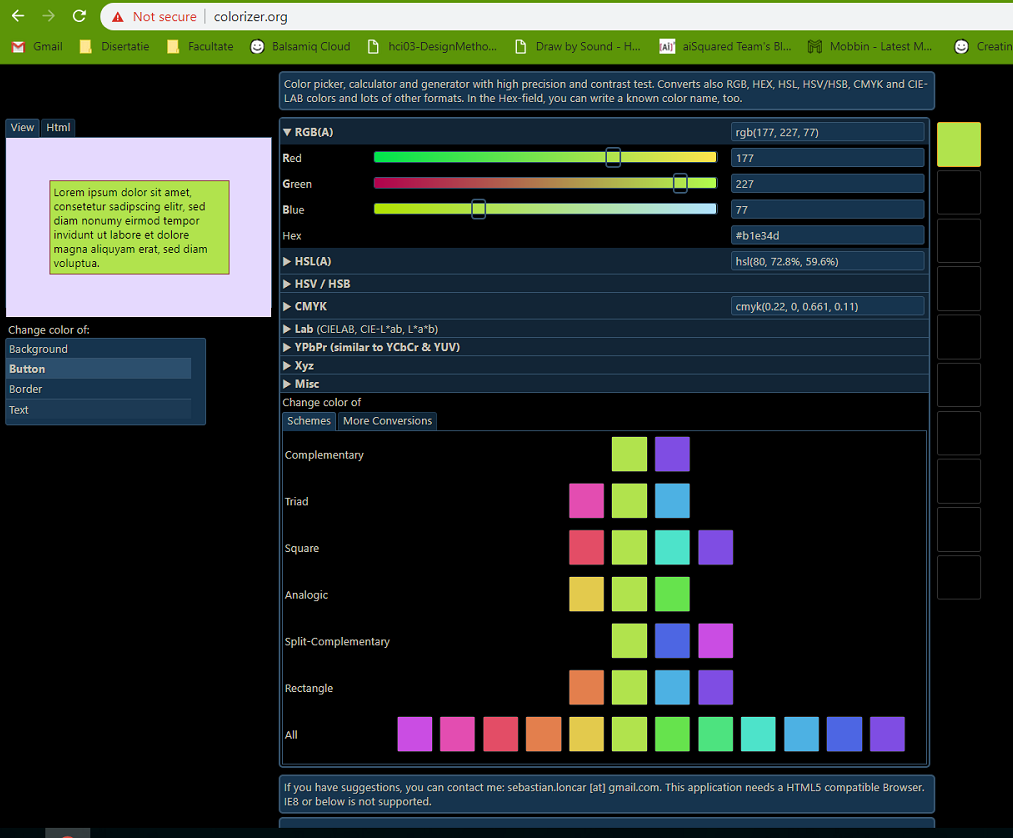 Not secure | colorizer.org
Gmail Disertatie Facultate Balsamiq Cloud hci03-DesignMetho... Draw by Sound - H... aiSquared Team's Bl... Mobbin - Latest M... Creatin
Color picker, calculator and generator with high precision and contrast test. Converts also RGB, HEX, HSL, HSV/HSB, CMYK and CIE-
LAB colors and lots of other formats. In the Hex-field, you can write a known color name, too.
View Html
Lorem ipsum dolor sit amet,
consetetur sadipscing elitr, sed
diam nonumy eirmod tempor
invidunt ut labore et dolore
magna aliquyam erat, sed diam
voluptua.
Change color of:
Background
Button
Border
Text
RGB(A) rgb(177, 227, 77)
Red 177
Green 227
Blue 77
Hex #b1e34d
HSL(A) hsl(80, 72.8%, 59.6%)
HSV / HSB
CMYK cmyk(0.22, 0, 0.661, 0.11)
Lab (CIELAB, CIE-L*ab, L*a*b)
YPbPr (similar to YCbCr & YUV)
Xyz
Misc
Change color of
Schemes More Conversions
Complementary
Triad
Square
Analogic
Split-Complementary
Rectangle
All
If you have suggestions, you can contact me: sebastian.loncar [at] gmail.com. This application needs a HTML5 compatible Browser.
IE8 or below is not supported.